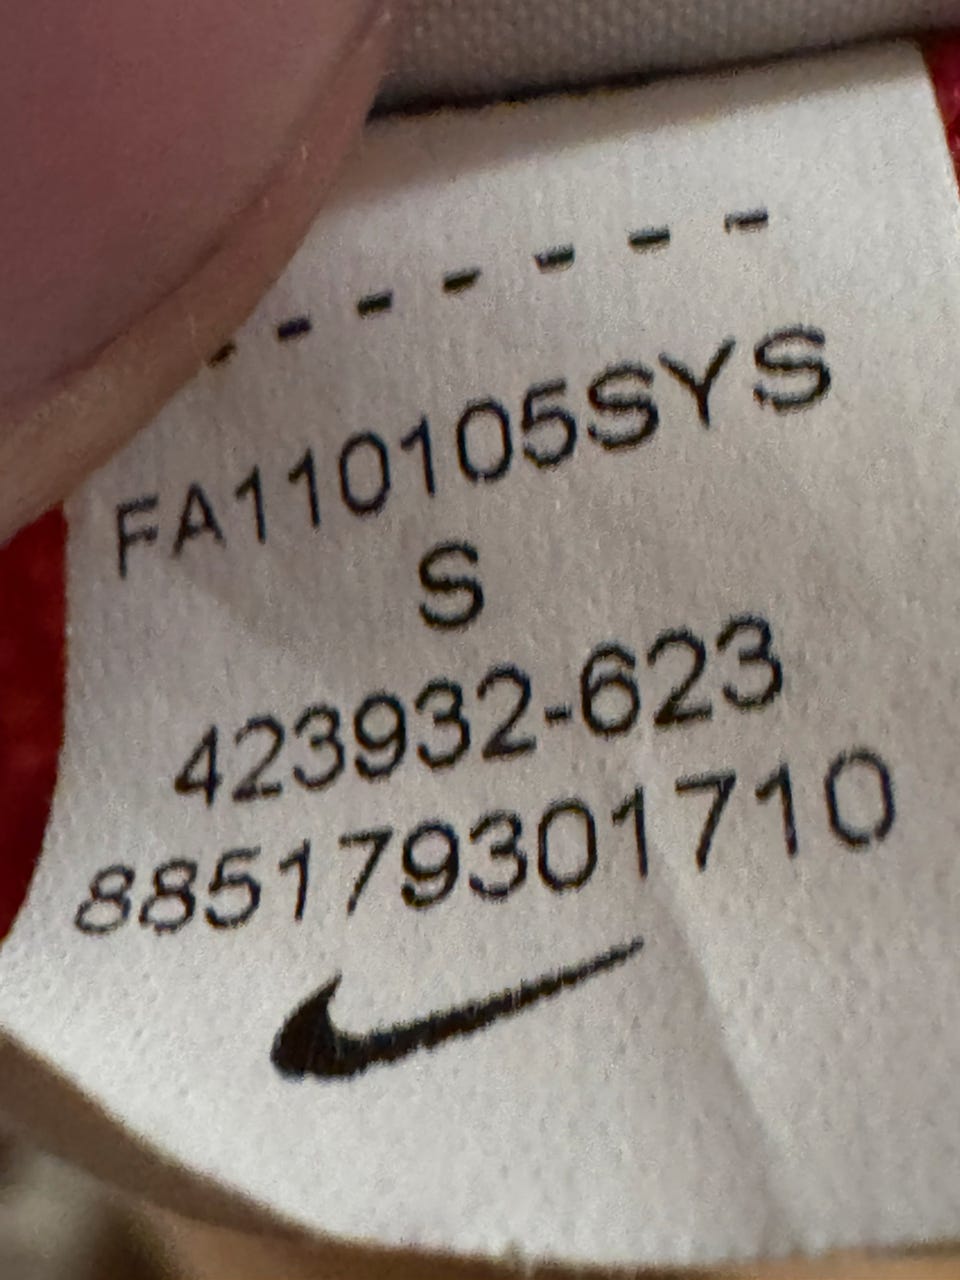 - - - - - - -
FA110105SYS
S
423932-623
885179301710